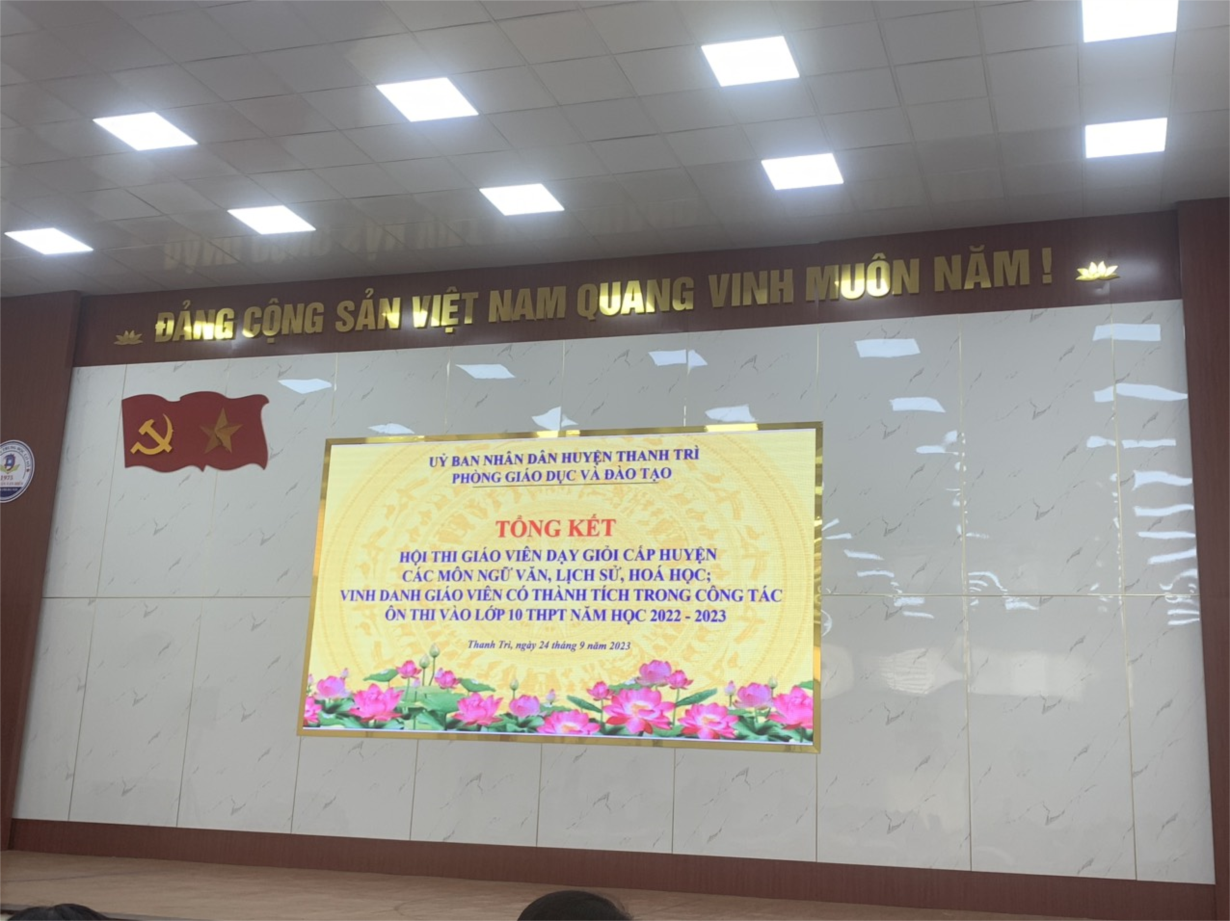 ĐẢNG CỘNG SẢN VIỆT NAM QUANG VINH MUÔN NĂM !
UỶ BAN NHÂN DÂN HUYỆN THANH TRÌ
PHÒNG GIÁO DỤC VÀ ĐÀO TẠO
TỔNG KẾT
HỘI THI GIÁO VIÊN DẠY GIỎI CẤP HUYỆN
CÁC MÔN NGỮ VĂN, LỊCH SỬ, HOÁ HỌC;
VINH DANH GIÁO VIÊN CÓ THÀNH TÍCH TRONG CÔNG TÁC
ÔN THI VÀO LỚP 10 THPT NĂM HỌC 2022 - 2023
Thanh Trì, ngày 24 tháng 9 năm 2023